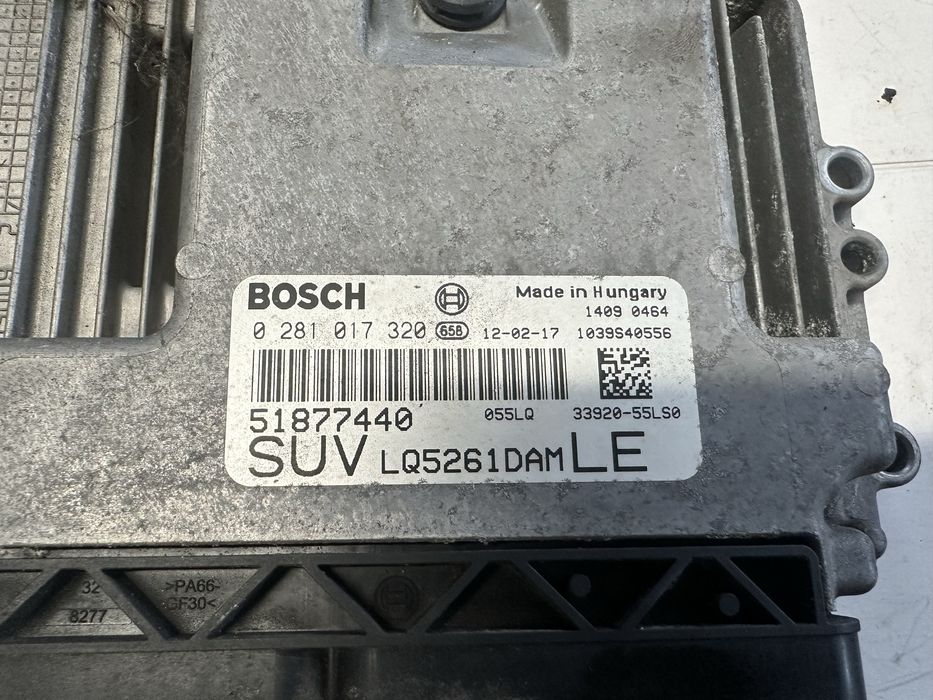 BOSCH
Made in Hungary
1409 0464
0 281 017 320 65B 12-02-17 1039S40556
51877440 055LQ 33920-55LS0
SUV LQ5261DAM LE
32
8277
>PA66-
GF30<